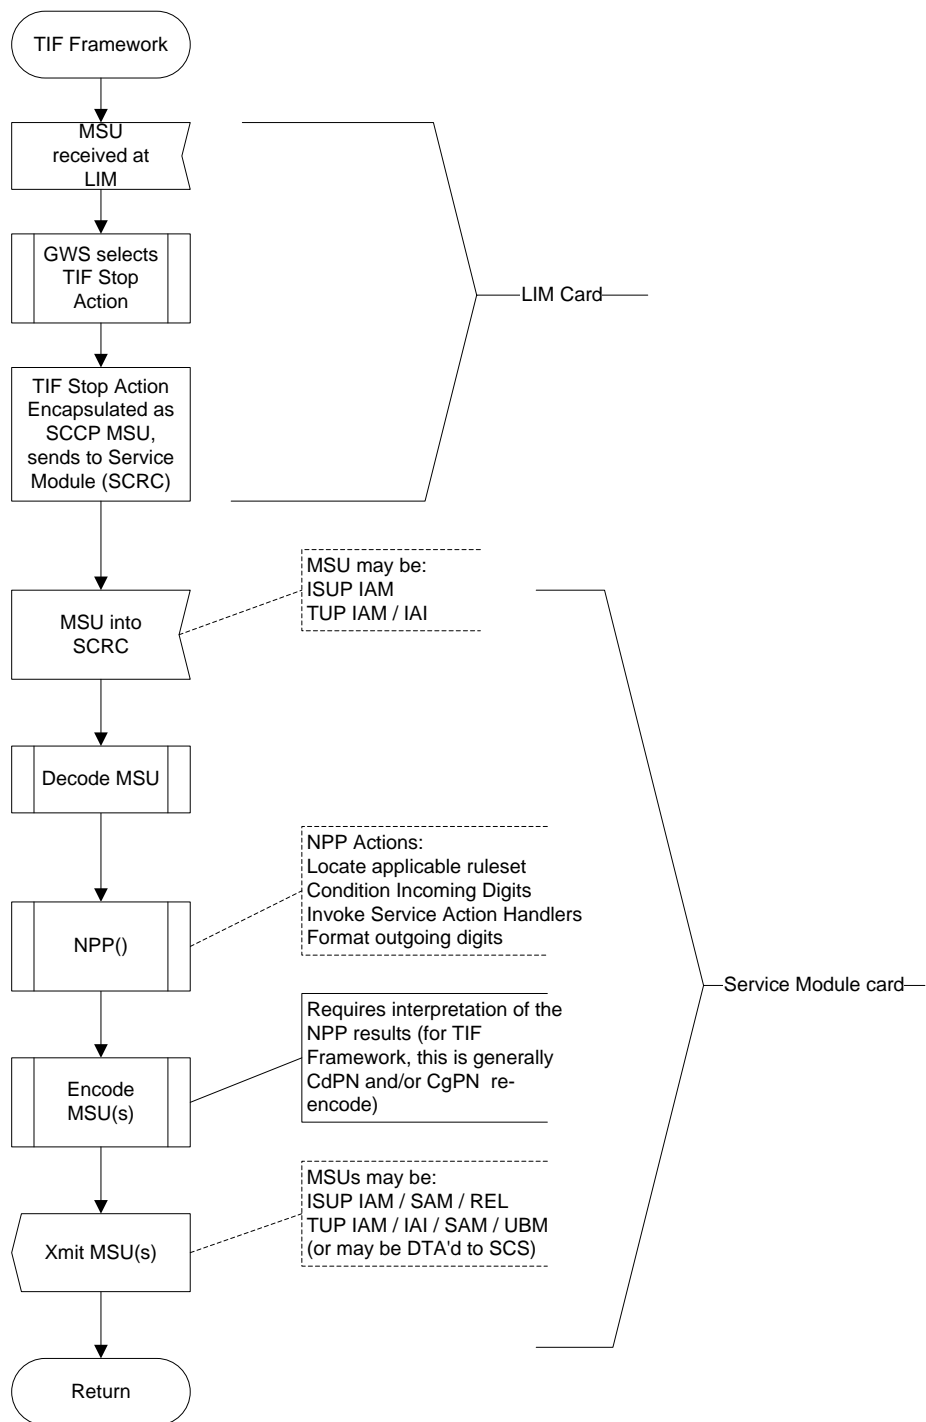 TIF Framework
MSU
received at
LIM
GWS selects
TIF Stop
Action
LIM Card
TIF Stop Action
Encapsulated as
SCCP MSU,
sends to Service
Module (SCRC)
MSU may be:
ISUP IAM
TUP IAM / IAI
MSU into
SCRC
Decode MSU
NPP Actions:
Locate applicable ruleset
Condition Incoming Digits
Invoke Service Action Handlers
Format outgoing digits
NPP()
Service Module card
Requires interpretation of the
NPP results (for TIF
Framework, this is generally
CdPN and/or CgPN  re-
encode)
Encode
MSU(s)
MSUs may be:
ISUP IAM / SAM / REL
TUP IAM / IAI / SAM / UBM
(or may be DTA'd to SCS)
Xmit MSU(s)
Return